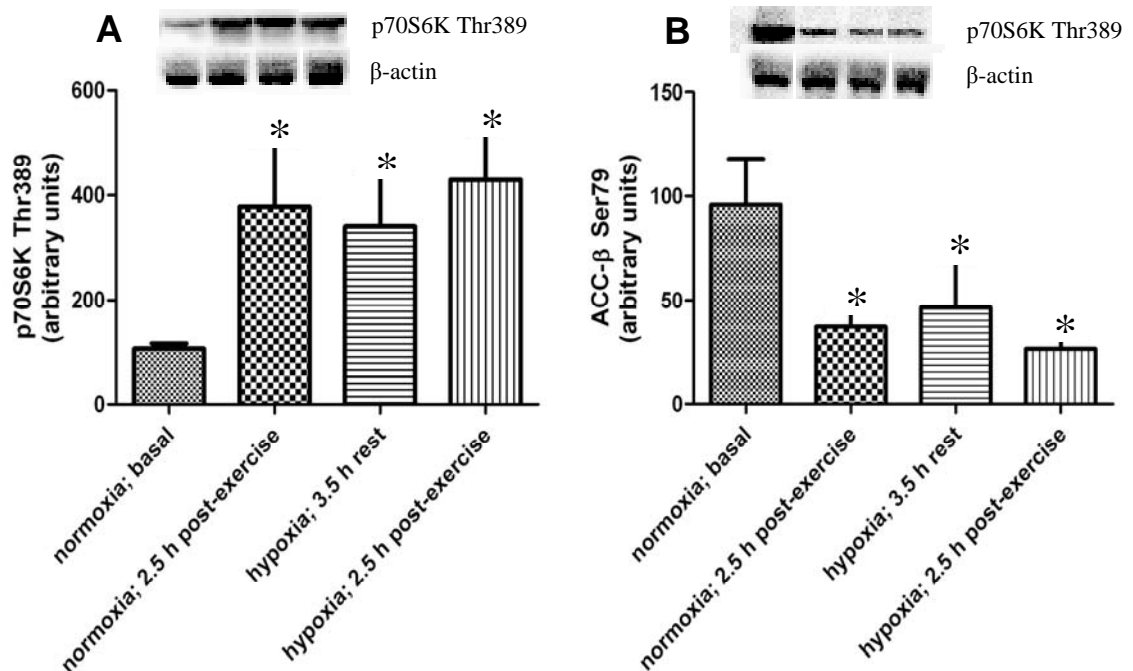 A
p70S6K Thr389
β-actin
p70S6K Thr389
(arbitrary units)
600
400
200
0
*
*
*
normoxia; basal
normoxia; 2.5 h post-exercise
hypoxia; 3.5 h rest
hypoxia; 2.5 h post-exercise
B
p70S6K Thr389
β-actin
ACC-β Ser79
(arbitrary units)
150
100
50
0
*
*
*
normoxia; basal
normoxia; 2.5 h post-exercise
hypoxia; 3.5 h rest
hypoxia; 2.5 h post-exercise